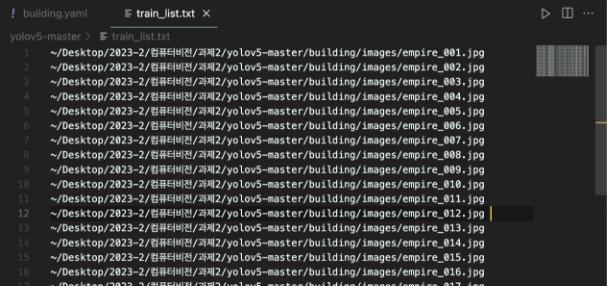 ! building.yaml train_list.txt ×
yolov5-master > train_list.txt
1 ~/Desktop/2023-2/컴퓨터비전/과제2/yolov5-master/building/images/empire_001.jpg
2 ~/Desktop/2023-2/컴퓨터비전/과제2/yolov5-master/building/images/empire_002.jpg
3 ~/Desktop/2023-2/컴퓨터비전/과제2/yolov5-master/building/images/empire_003.jpg
4 ~/Desktop/2023-2/컴퓨터비전/과제2/yolov5-master/building/images/empire_004.jpg
5 ~/Desktop/2023-2/컴퓨터비전/과제2/yolov5-master/building/images/empire_005.jpg
6 ~/Desktop/2023-2/컴퓨터비전/과제2/yolov5-master/building/images/empire_006.jpg
7 ~/Desktop/2023-2/컴퓨터비전/과제2/yolov5-master/building/images/empire_007.jpg
8 ~/Desktop/2023-2/컴퓨터비전/과제2/yolov5-master/building/images/empire_008.jpg
9 ~/Desktop/2023-2/컴퓨터비전/과제2/yolov5-master/building/images/empire_009.jpg
10 ~/Desktop/2023-2/컴퓨터비전/과제2/yolov5-master/building/images/empire_010.jpg
11 ~/Desktop/2023-2/컴퓨터비전/과제2/yolov5-master/building/images/empire_011.jpg
12 ~/Desktop/2023-2/컴퓨터비전/과제2/yolov5-master/building/images/empire_012.jpg
13 ~/Desktop/2023-2/컴퓨터비전/과제2/yolov5-master/building/images/empire_013.jpg
14 ~/Desktop/2023-2/컴퓨터비전/과제2/yolov5-master/building/images/empire_014.jpg
15 ~/Desktop/2023-2/컴퓨터비전/과제2/yolov5-master/building/images/empire_015.jpg
16 ~/Desktop/2023-2/컴퓨터비전/과제2/yolov5-master/building/images/empire_016.jpg